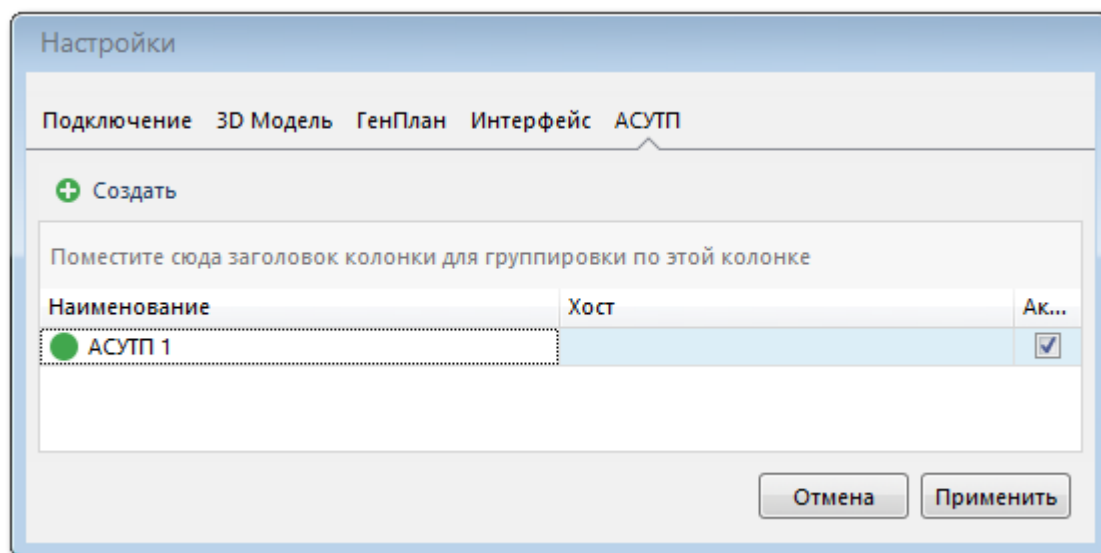 Настройки
Подключение 3D Модель ГенПлан Интерфейс АСУТП
Создать
Поместите сюда заголовок колонки для группировки по этой колонке
Наименование Хост Ак...
АСУТП 1
Отмена Применить